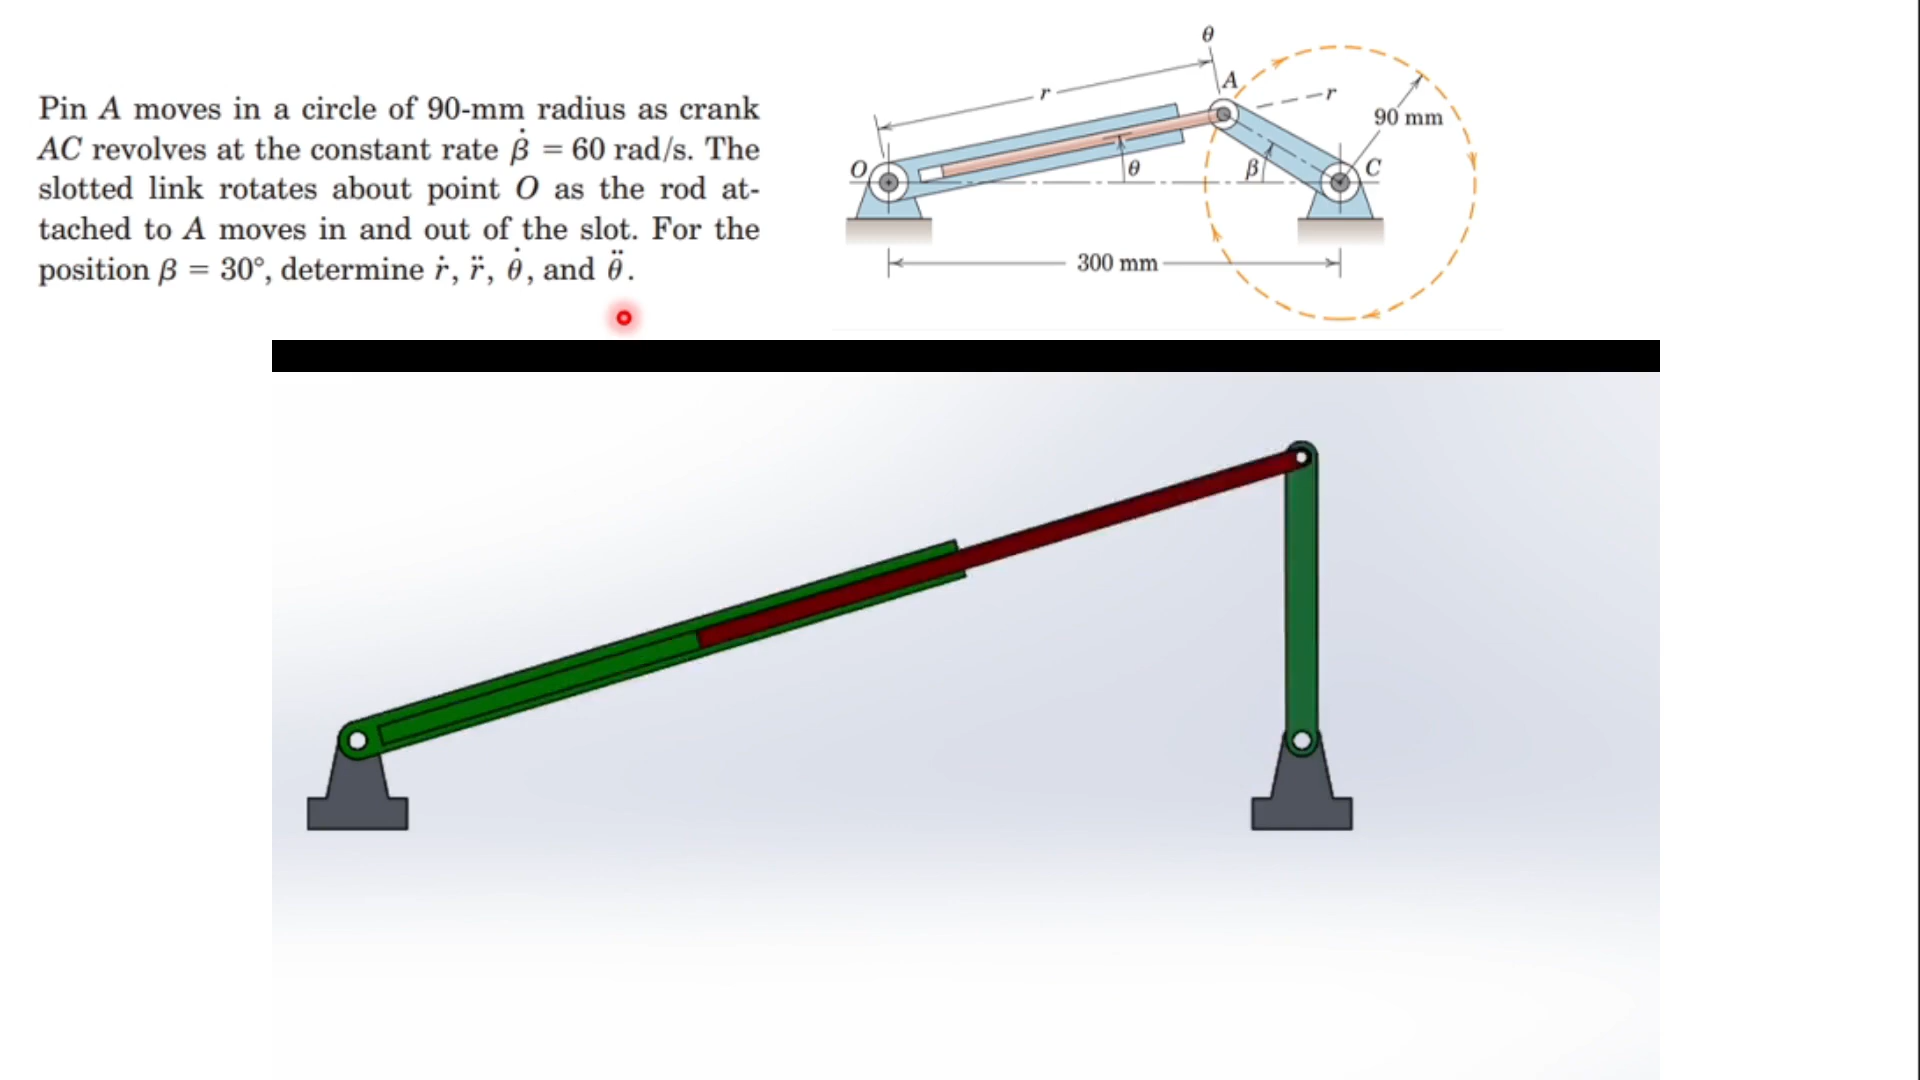 Pin A moves in a circle of 90-mm radius as crank
AC revolves at the constant rate β̇ = 60 rad/s. The
slotted link rotates about point O as the rod at-
tached to A moves in and out of the slot. For the
position β = 30°, determine ṙ, r̈, θ̇, and θ̈.
θ
A
r
r
90 mm
O
θ
β
C
300 mm